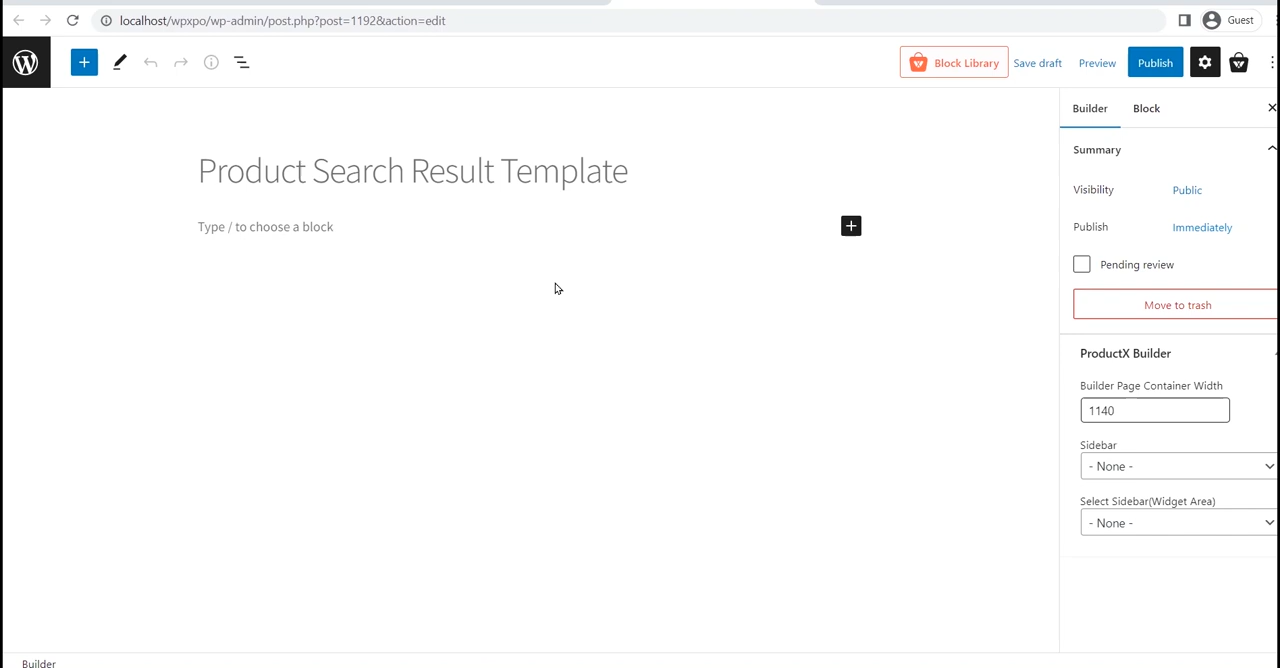 localhost/wpxpo/wp-admin/post.php?post=1192&action=edit
Guest
Block Library
Save draft
Preview
Publish
Builder
Block
Product Search Result Template
Type / to choose a block
Summary
Visibility
Public
Publish
Immediately
Pending review
Move to trash
ProductX Builder
Builder Page Container Width
1140
Sidebar
- None -
Select Sidebar(Widget Area)
- None -
Builder